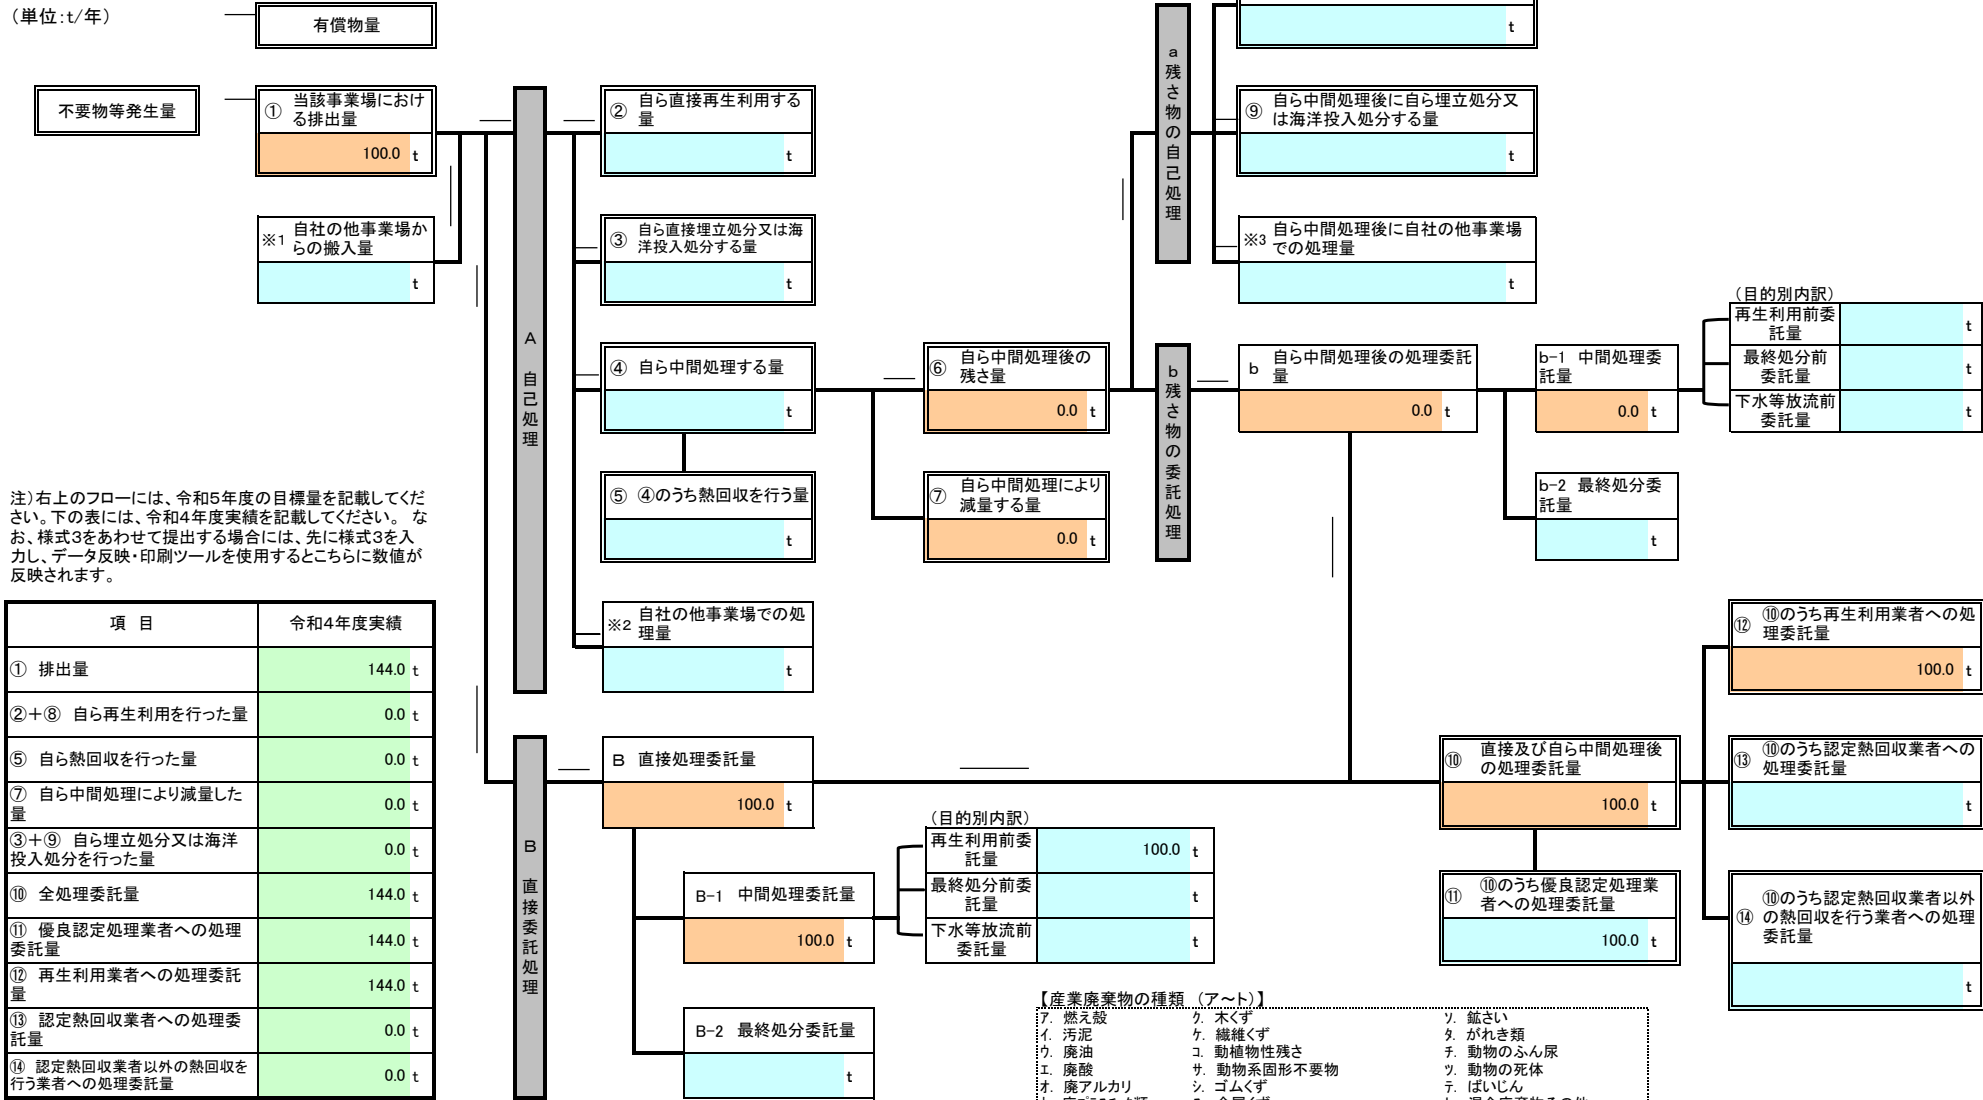 （単位：t/年）
有償物量
t
不要物等発生量
① 当該事業場におけ
る排出量
100.0 t
※1 自社の他事業場か
らの搬入量
t
A 自己処理
② 自ら直接再生利用する
量
t
③ 自ら直接埋立処分又は海
洋投入処分する量
t
④ 自ら中間処理する量
t
⑤ ④のうち熱回収を行う量
t
※2 自社の他事業場での処
理量
t
⑥ 自ら中間処理後の
残さ量
0.0 t
⑦ 自ら中間処理により
減量する量
0.0 t
a 残さ物の自己処理
⑨ 自ら中間処理後に自ら埋立処分又
は海洋投入処分する量
t
※3 自ら中間処理後に自社の他事業場
での処理量
t
b 残さ物の委託処理
b 自ら中間処理後の処理委託
量
0.0 t
b-1 中間処理委
託量
0.0 t
b-2 最終処分委
託量
t
（目的別内訳）
再生利用前委
託量
t
最終処分前
委託量
t
下水等放流前
委託量
t
注）右上のフローには、令和5年度の目標量を記載してくだ
さい。下の表には、令和4年度実績を記載してください。 な
お、様式3をあわせて提出する場合には、先に様式3を入
力し、データ反映・印刷ツールを使用するとこちらに数値が
反映されます。
項 目 令和4年度実績
① 排出量 144.0 t
②＋⑧ 自ら再生利用を行った量 0.0 t
⑤ 自ら熱回収を行った量 0.0 t
⑦ 自ら中間処理により減量した
量 0.0 t
③＋⑨ 自ら埋立処分又は海洋
投入処分を行った量 0.0 t
⑩ 全処理委託量 144.0 t
⑪ 優良認定処理業者への処理
委託量 144.0 t
⑫ 再生利用業者への処理委託
量 144.0 t
⑬ 認定熱回収業者への処理委
託量 0.0 t
⑭ 認定熱回収業者以外の熱回収を
行う業者への処理委託量 0.0 t
B 直接委託処理
B 直接処理委託量
100.0 t
B-1 中間処理委託量
100.0 t
B-2 最終処分委託量
t
（目的別内訳）
再生利用前委
託量
100.0 t
最終処分前委
託量
t
下水等放流前
委託量
t
⑩ 直接及び自ら中間処理後
の処理委託量
100.0 t
⑪ ⑩のうち優良認定処理業
者への処理委託量
100.0 t
⑫ ⑩のうち再生利用業者への処
理委託量
100.0 t
⑬ ⑩のうち認定熱回収業者への
処理委託量
t
⑭ ⑩のうち認定熱回収業者以外
の熱回収を行う業者への処理
委託量
t
【産業廃棄物の種類 （ア～ト）】
ア. 燃え殻 ク. 木くず ソ. 鉱さい
イ. 汚泥 ケ. 繊維くず タ. がれき類
ウ. 廃油 コ. 動植物性残さ チ. 動物のふん尿
エ. 廃酸 サ. 動物系固形不要物 ツ. 動物の死体
オ. 廃アルカリ シ. ゴムくず テ. ばいじん